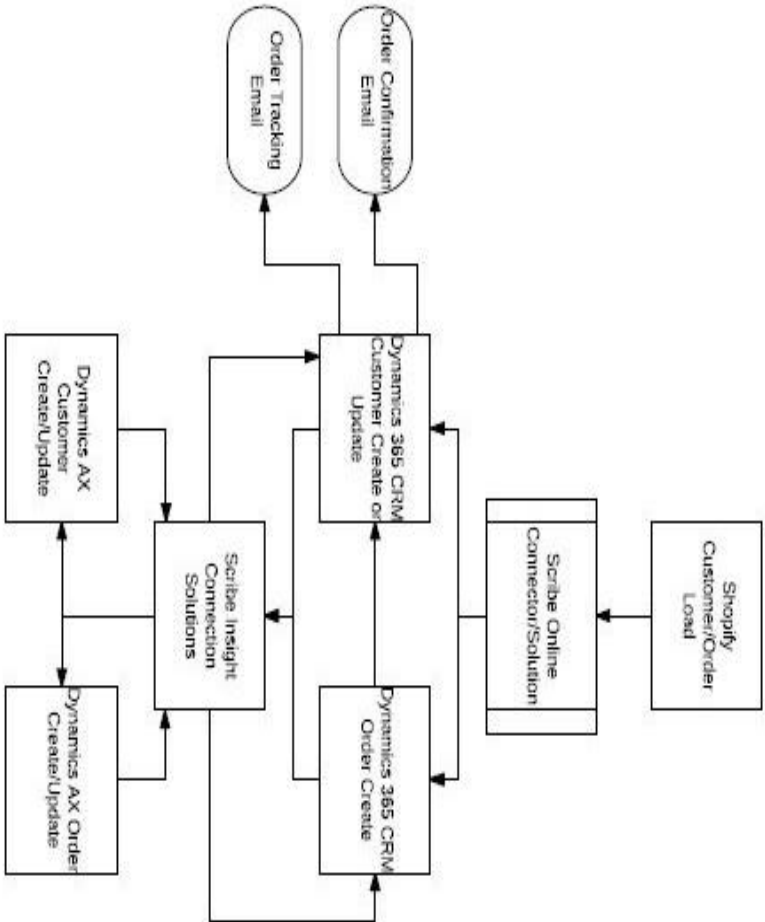 Shopify
Customer/Order
Load
Scribe Online
Connector/Solution
Dynamics 365 CRM
Customer Create or
Update
Dynamics 365 CRM
Order Create
Order Confirmation
Email
Order Tracking
Email
Scribe Insight
Connection
Solutions
Dynamics AX
Customer
Create/Update
Dynamics AX Order
Create/Update